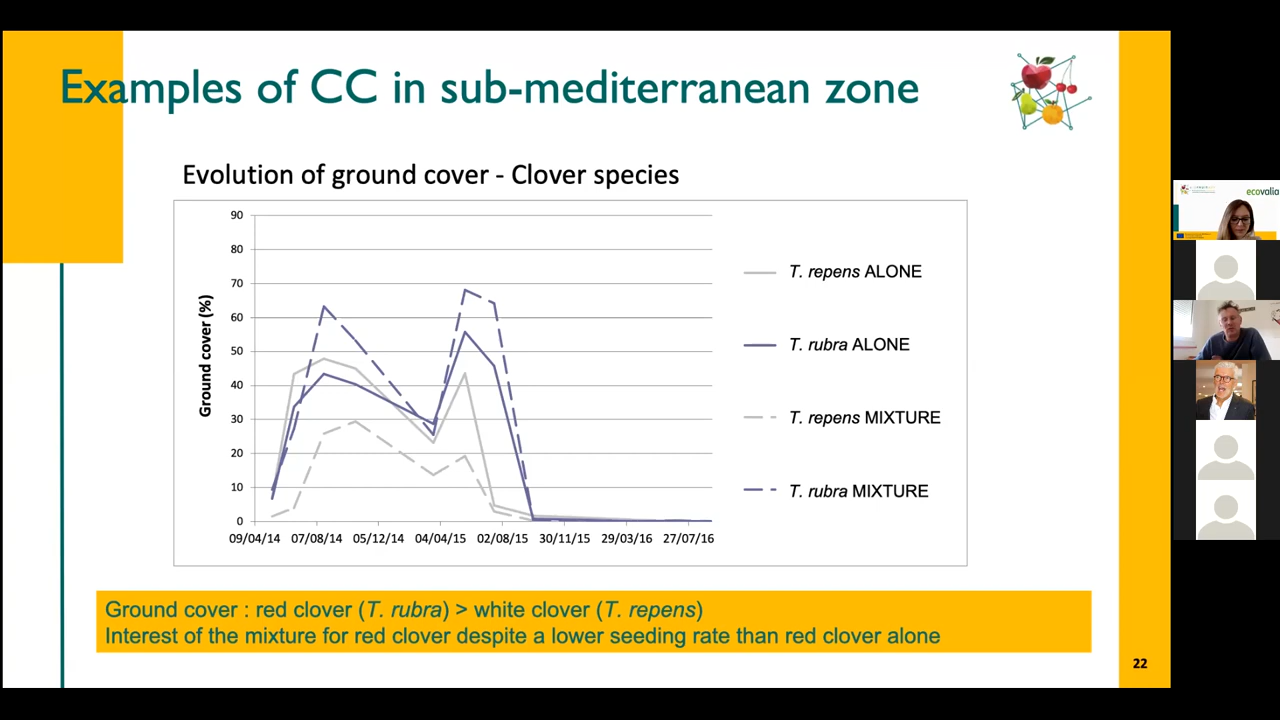 Examples of CC in sub-mediterranean zone
Evolution of ground cover - Clover species
Ground cover (%)
90
80
70
60
50
40
30
20
10
0
09/04/14 07/08/14 05/12/14 04/04/15 02/08/15 30/11/15 29/03/16 27/07/16
T. repens ALONE
T. rubra ALONE
T. repens MIXTURE
T. rubra MIXTURE
Ground cover : red clover (T. rubra) > white clover (T. repens)
Interest of the mixture for red clover despite a lower seeding rate than red clover alone
22
ecovalia